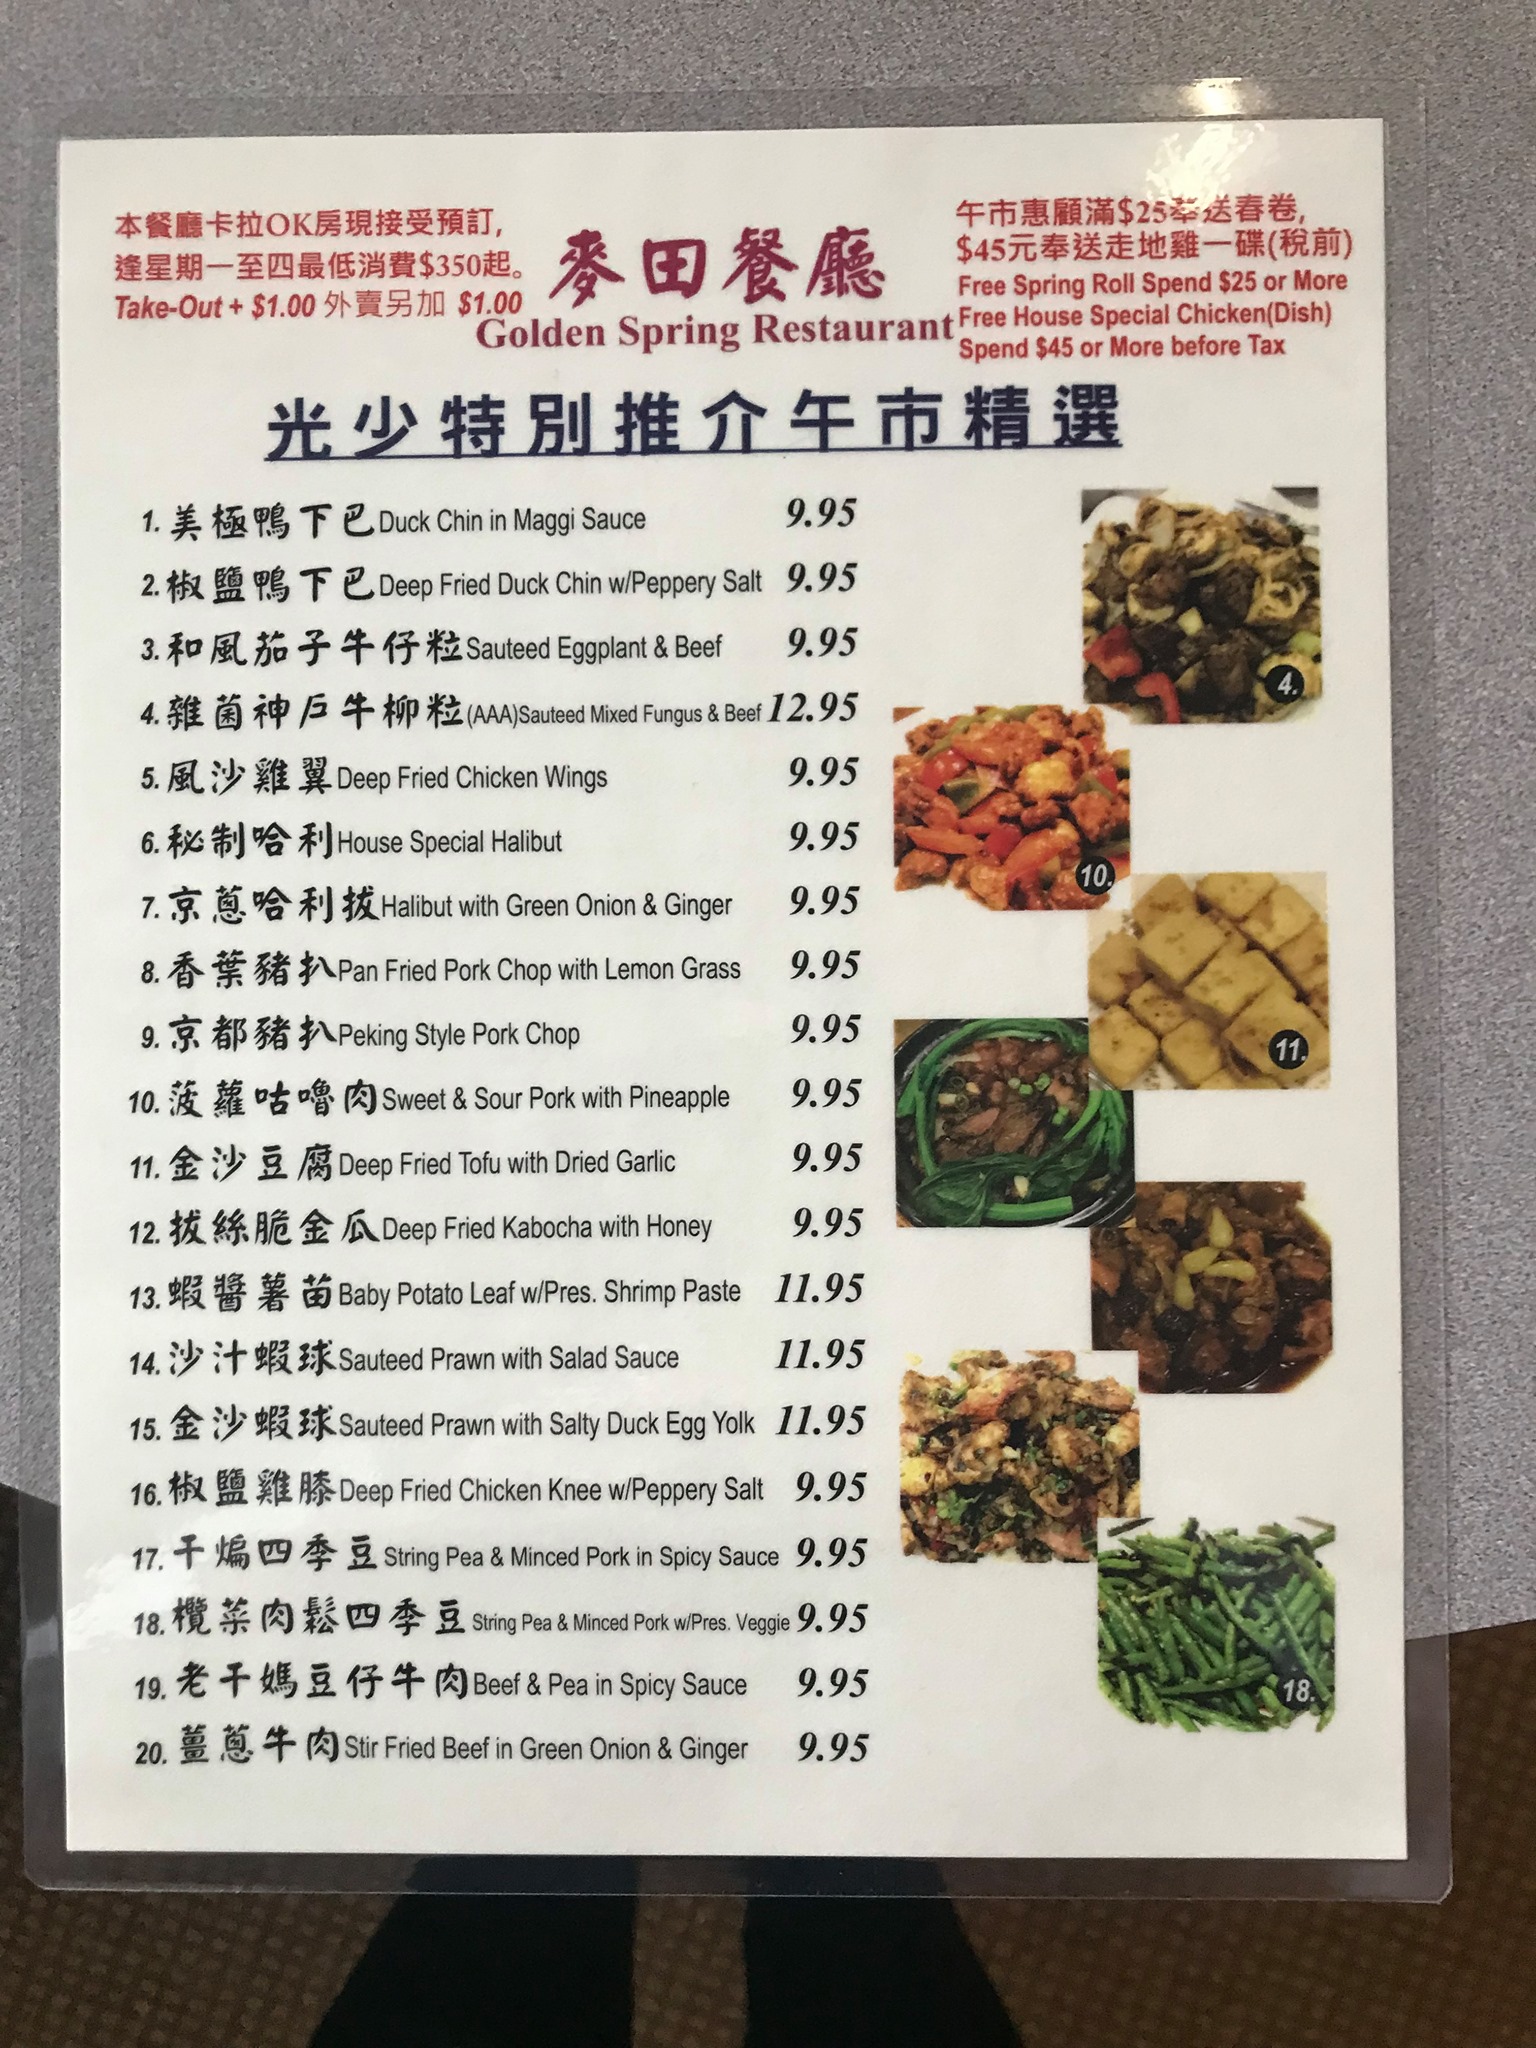 本餐廳卡拉OK房現接受預訂,
逢星期一至四最低消費$350起。
Take-Out + $1.00 外賣另加 $1.00
麥田餐廳
Golden Spring Restaurant
午市惠顧滿$25奉送春卷,
$45元奉送走地雞一碟(稅前)
Free Spring Roll Spend $25 or More
Free House Special Chicken(Dish)
Spend $45 or More before Tax
光少特別推介午市精選
1. 美極鴨下巴 Duck Chin in Maggi Sauce 9.95
2. 椒鹽鴨下巴 Deep Fried Duck Chin w/Peppery Salt 9.95
3. 和風茄子牛仔粒 Sauteed Eggplant & Beef 9.95
4. 雜菌神戶牛柳粒 (AAA)Sauteed Mixed Fungus & Beef 12.95
5. 風沙雞翼 Deep Fried Chicken Wings 9.95
6. 秘制哈利 House Special Halibut 9.95
7. 京蔥哈利拔 Halibut with Green Onion & Ginger 9.95
8. 香葉豬扒 Pan Fried Pork Chop with Lemon Grass 9.95
9. 京都豬扒 Peking Style Pork Chop 9.95
10. 菠蘿咕嚕肉 Sweet & Sour Pork with Pineapple 9.95
11. 金沙豆腐 Deep Fried Tofu with Dried Garlic 9.95
12. 拔絲脆金瓜 Deep Fried Kabocha with Honey 9.95
13. 蝦醬薯苗 Baby Potato Leaf w/Pres. Shrimp Paste 11.95
14. 沙汁蝦球 Sauteed Prawn with Salad Sauce 11.95
15. 金沙蝦球 Sauteed Prawn with Salty Duck Egg Yolk 11.95
16. 椒鹽雞膝 Deep Fried Chicken Knee w/Peppery Salt 9.95
17. 干煸四季豆 String Pea & Minced Pork in Spicy Sauce 9.95
18. 欖菜肉鬆四季豆 String Pea & Minced Pork w/Pres. Veggie 9.95
19. 老干媽豆仔牛肉 Beef & Pea in Spicy Sauce 9.95
20. 薑蔥牛肉 Stir Fried Beef in Green Onion & Ginger 9.95
4.
10.
11.
18.